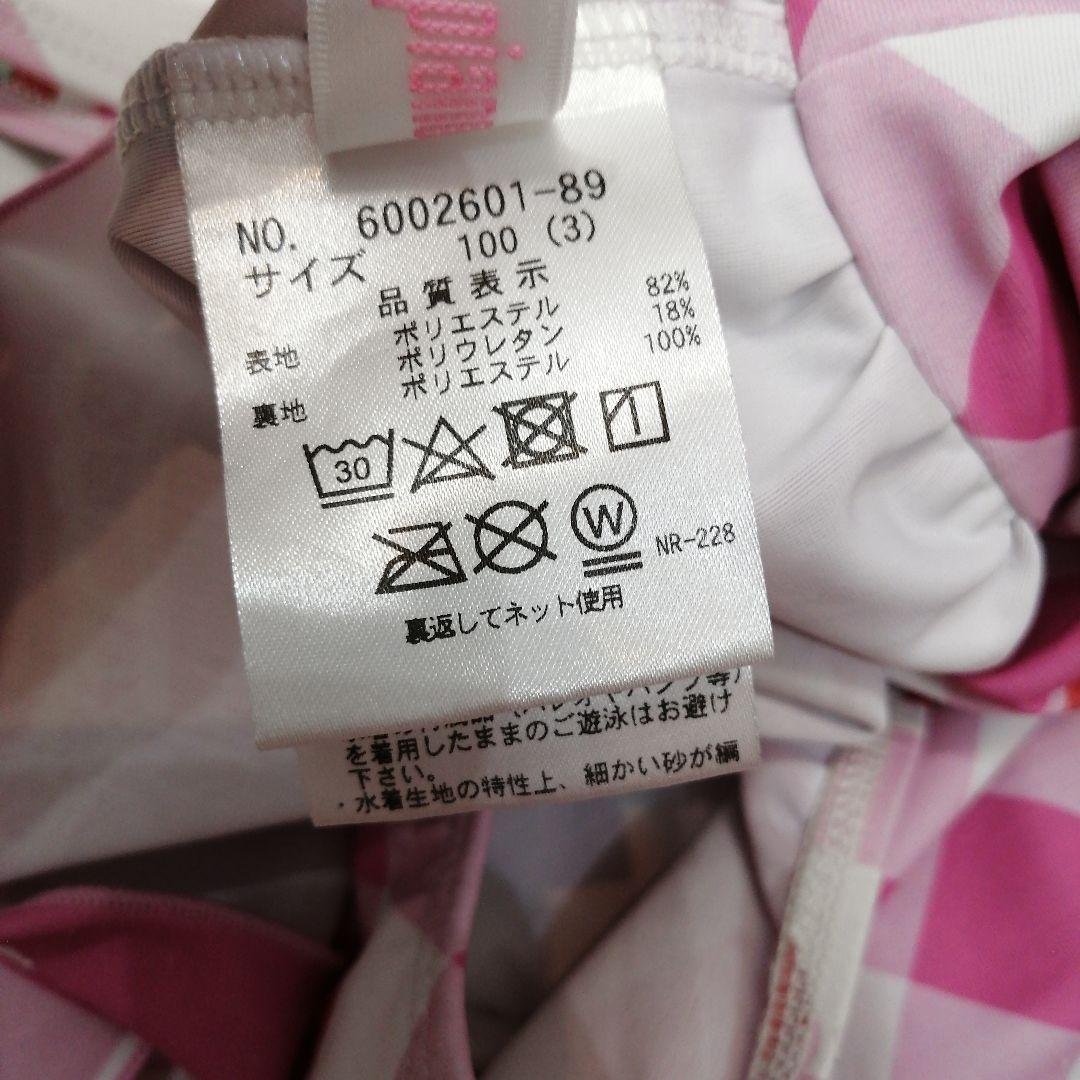 NO. 6002601-89
サイズ 100 (3)
品質表示
表地 ポリエステル 82%
ポリウレタン 18%
裏地 ポリエステル 100%
30
W
NR-228
裏返してネット使用
を着用したままのご遊泳はお避け
下さい。
・水着生地の特性上、細かい砂が編